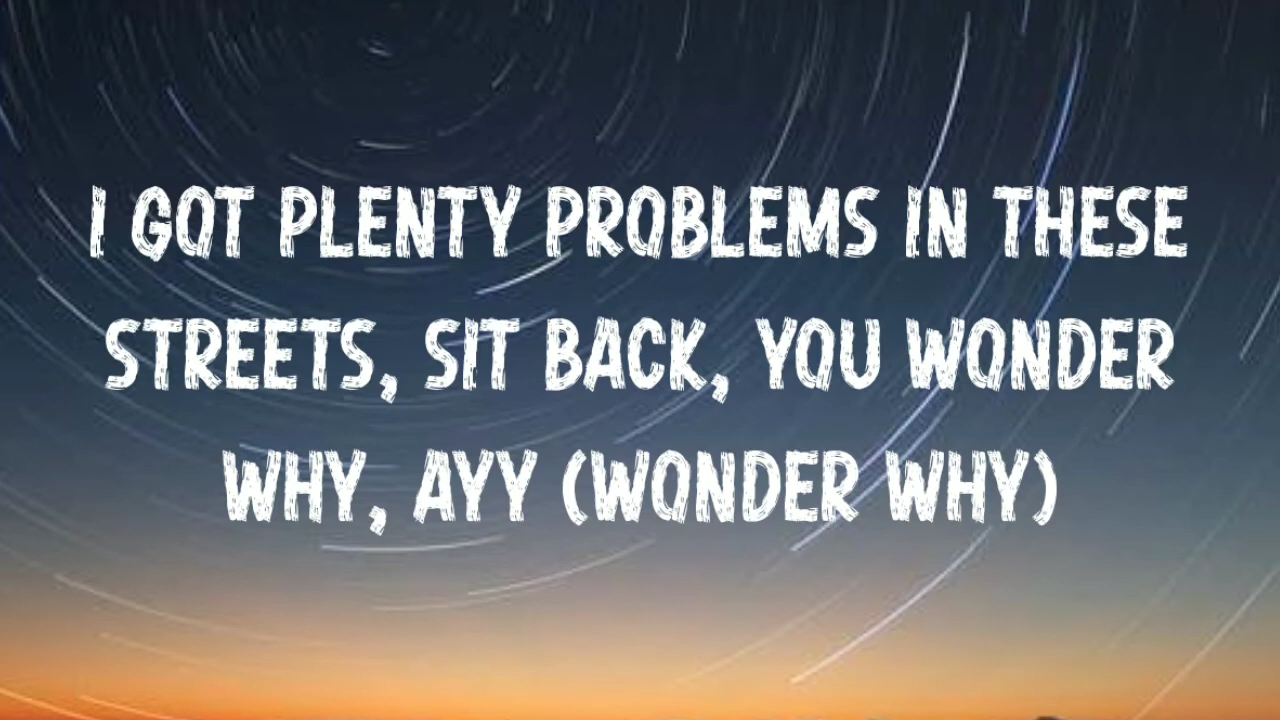 I GOT PLENTY PROBLEMS IN THESE
STREETS, SIT BACK, YOU WONDER
WHY, AYY (WONDER WHY)